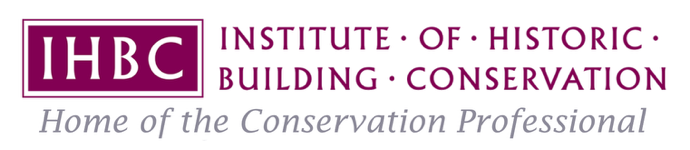 IHBC
INSTITUTE · OF · HISTORIC ·
BUILDING · CONSERVATION
Home of the Conservation Professional